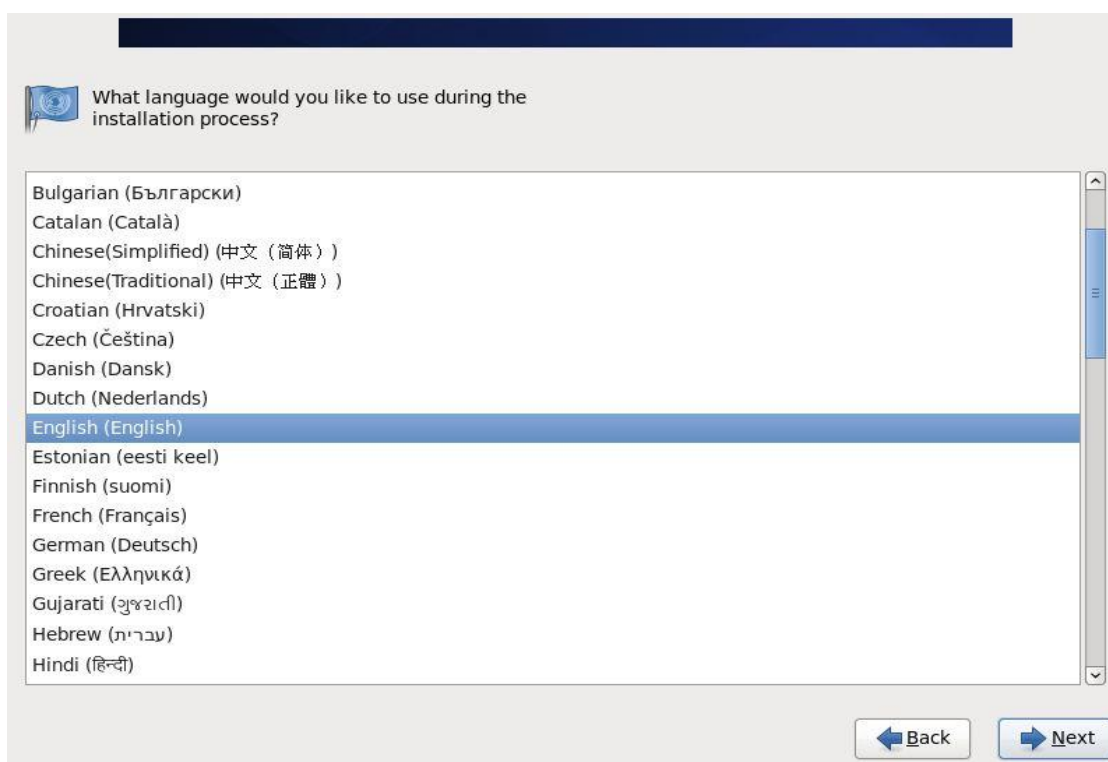 What language would you like to use during the
installation process?
Bulgarian (Български)
Catalan (Català)
Chinese(Simplified) (中文（简体）)
Chinese(Traditional) (中文（正體）)
Croatian (Hrvatski)
Czech (Čeština)
Danish (Dansk)
Dutch (Nederlands)
English (English)
Estonian (eesti keel)
Finnish (suomi)
French (Français)
German (Deutsch)
Greek (Ελληνικά)
Gujarati (ગુજરાતી)
Hebrew (עברית)
Hindi (हिन्दी)
Back
Next